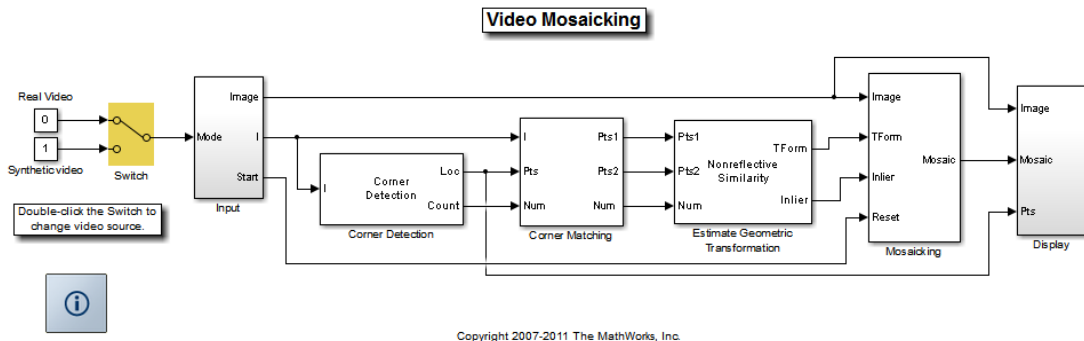 Video Mosaicking
Real Video
0
1
Synthetic video
Switch
Double-click the Switch to
change video source.
Mode
Image
I
Start
Input
I
Corner
Detection
Loc
Count
Corner Detection
I
Pts
Num
Pts1
Pts2
Num
Corner Matching
Pts1
Pts2
Num
Nonreflective
Similarity
TForm
Inlier
Estimate Geometric
Transformation
Image
TForm
Inlier
Reset
Mosaic
Mosaicking
Image
Mosaic
Pts
Display
Copyright 2007-2011 The MathWorks, Inc.